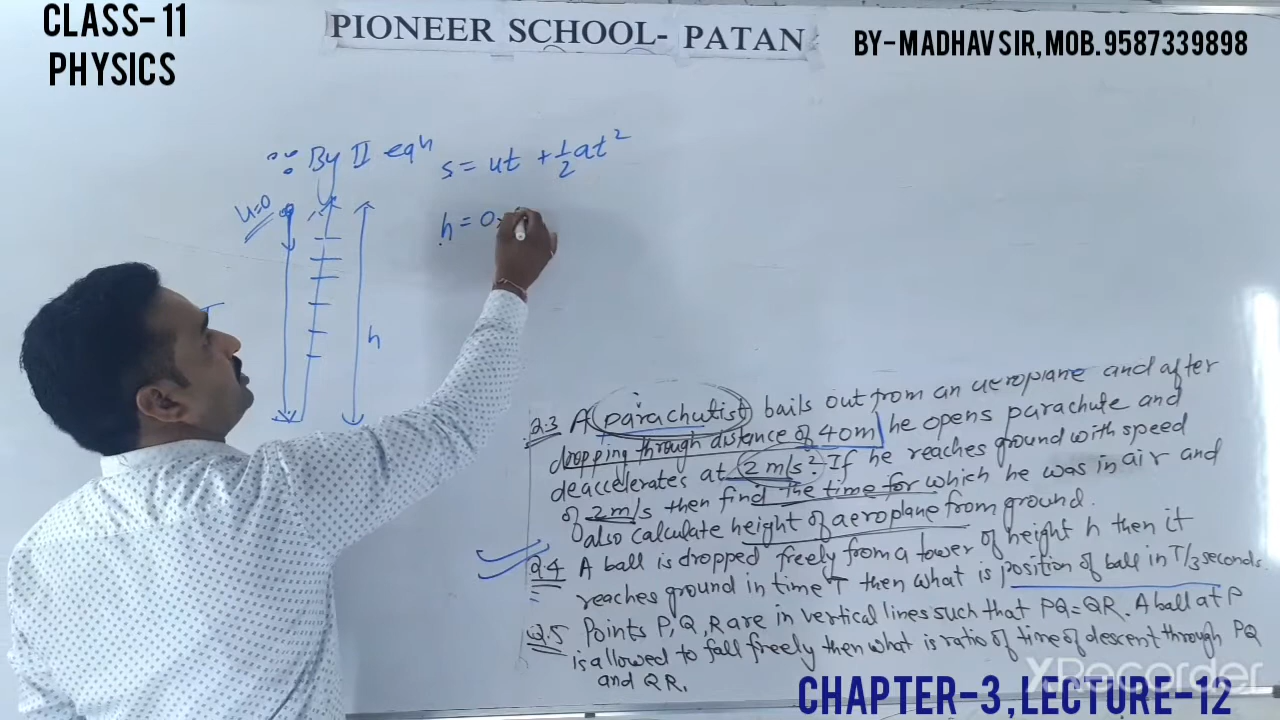 CLASS-11
PHYSICS
PIONEER SCHOOL- PATAN
BY-MADHAV SIR, MOB. 9587339898
∴ By II eqn s = ut + 1/2 at²
u=0
h = 0
h
T
Q.3 A parachutist bails out from an aeroplane and after
dropping through distance of 40m he opens parachute and
deaccelerates at 2 m/s². If he reaches ground with speed
of 2 m/s then find the time for which he was in air and
also calculate height of aeroplane from ground.
Q.4 A ball is dropped freely from a tower of height h then it
reaches ground in time T then what is position of ball in T/3 seconds.
Q.5 Points P, Q, R are in vertical lines such that PQ=QR. A ball at P
is allowed to fall freely then what is ratio of time of descent through PQ
and QR.
XRecorder
CHAPTER-3, LECTURE-12